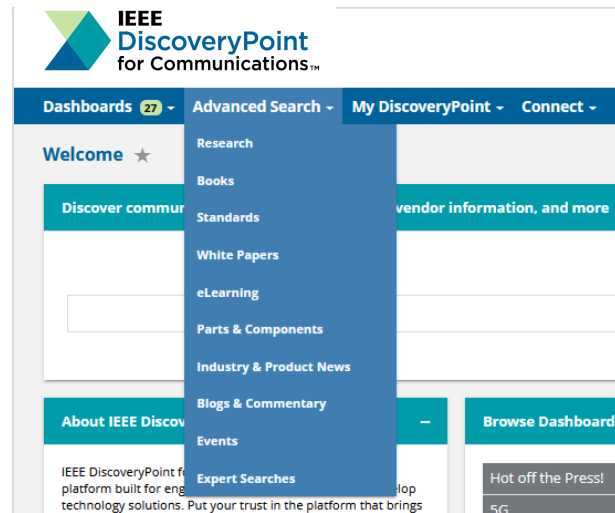 IEEE
DiscoveryPoint
for Communications™
Dashboards 27 Advanced Search My DiscoveryPoint Connect
Welcome
Research
Books
Discover commun vendor information, and more
Standards
White Papers
eLearning
Parts & Components
Industry & Product News
Blogs & Commentary
About IEEE Discov – Browse Dashboard
Events
IEEE DiscoveryPoint fo
Expert Searches
Hot off the Press!
platform built for eng lop
technology solutions. Put your trust in the platform that brings
5G